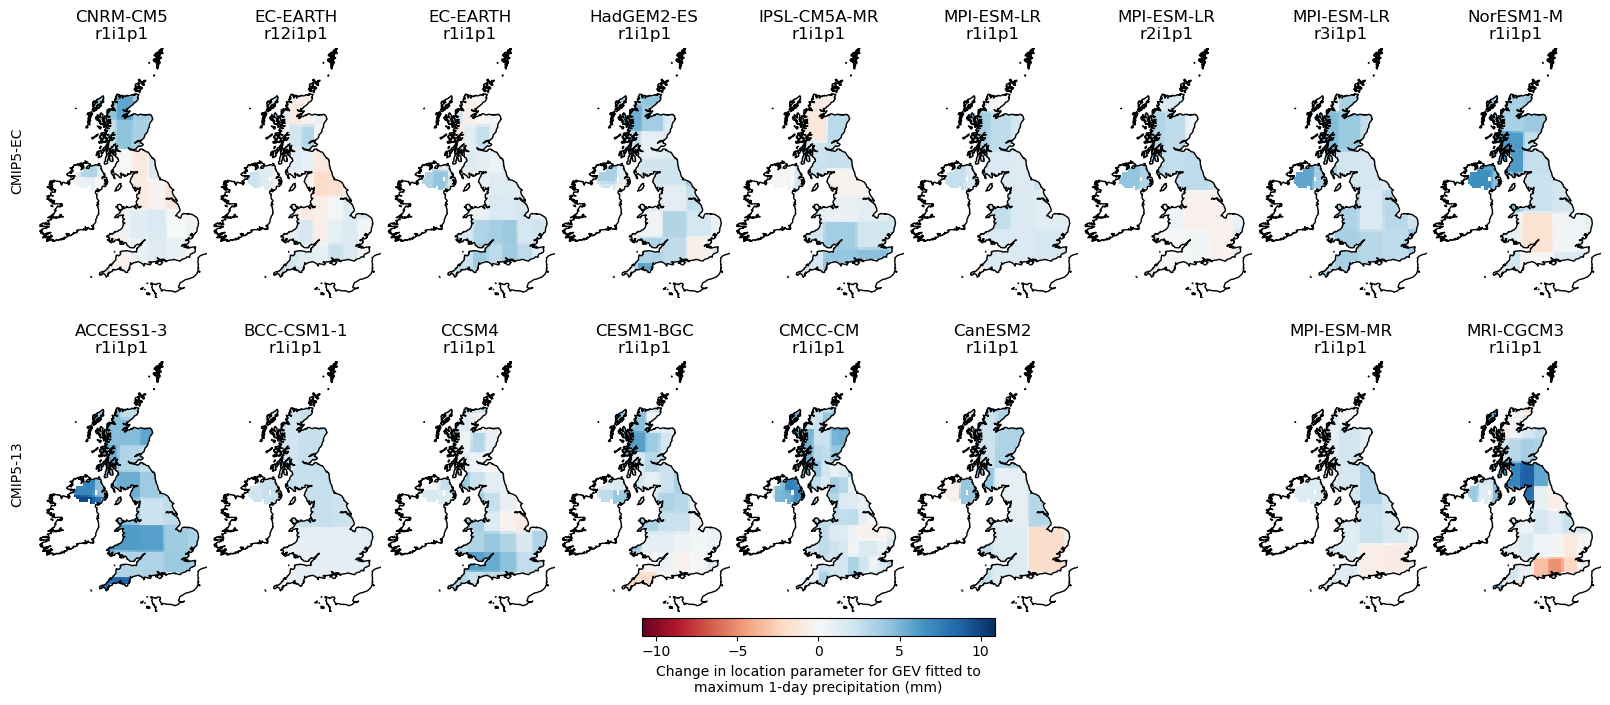 CNRM-CM5
r1i1p1
EC-EARTH
r12i1p1
EC-EARTH
r1i1p1
HadGEM2-ES
r1i1p1
IPSL-CM5A-MR
r1i1p1
MPI-ESM-LR
r1i1p1
MPI-ESM-LR
r2i1p1
MPI-ESM-LR
r3i1p1
NorESM1-M
r1i1p1
CMIP5-EC
ACCESS1-3
r1i1p1
BCC-CSM1-1
r1i1p1
CCSM4
r1i1p1
CESM1-BGC
r1i1p1
CMCC-CM
r1i1p1
CanESM2
r1i1p1
MPI-ESM-MR
r1i1p1
MRI-CGCM3
r1i1p1
CMIP5-13
−10 −5 0 5 10
Change in location parameter for GEV fitted to
maximum 1-day precipitation (mm)